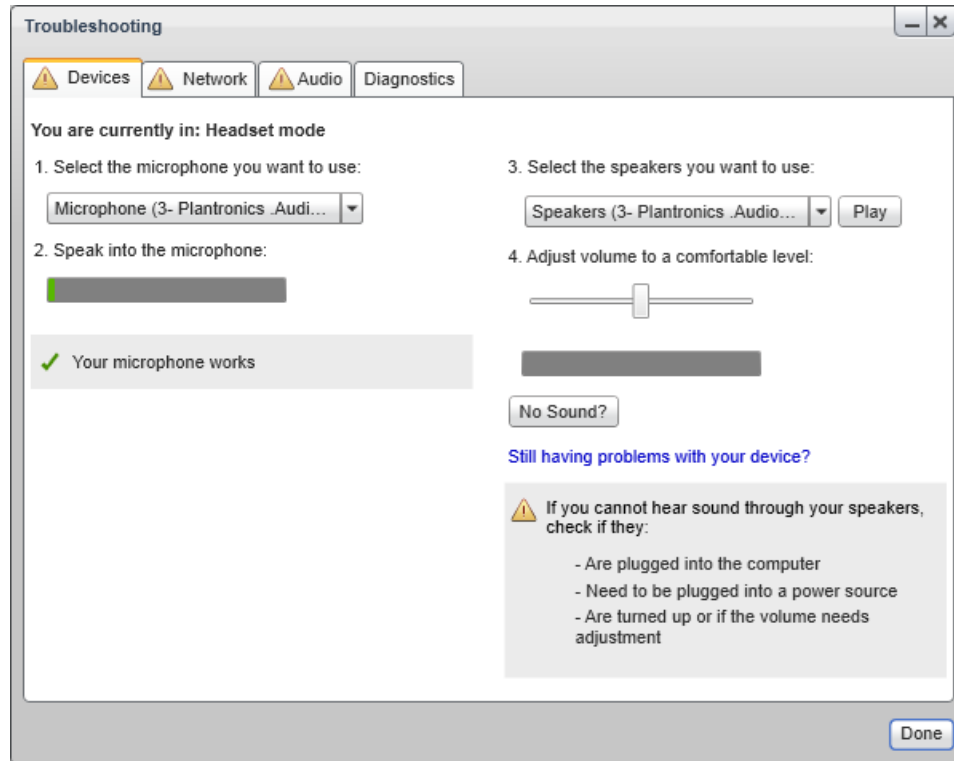 Troubleshooting
Devices
Network
Audio
Diagnostics
You are currently in: Headset mode
1. Select the microphone you want to use:
Microphone (3- Plantronics .Audi...
2. Speak into the microphone:
Your microphone works
3. Select the speakers you want to use:
Speakers (3- Plantronics .Audio...
Play
4. Adjust volume to a comfortable level:
No Sound?
Still having problems with your device?
If you cannot hear sound through your speakers,
check if they:
- Are plugged into the computer
- Need to be plugged into a power source
- Are turned up or if the volume needs
adjustment
Done